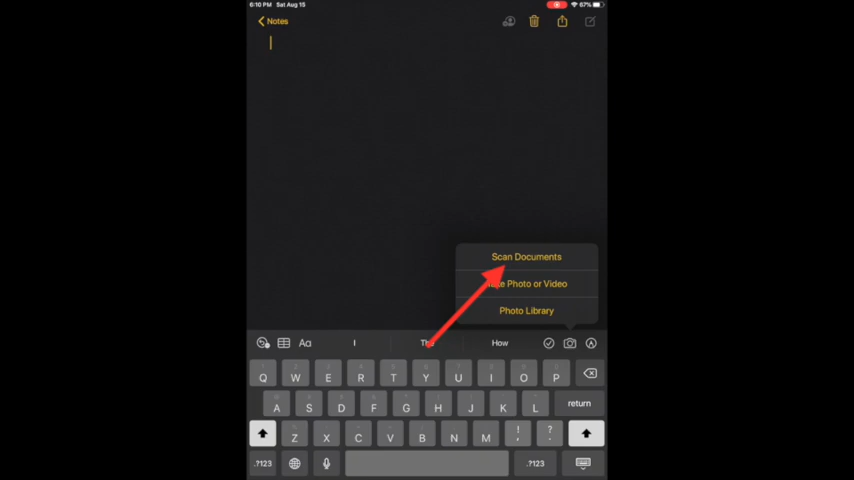 6:10 PM Sat Aug 15
67%
Notes
Scan Documents
Photo or Video
Photo Library
Aa I The How
Q W E R T Y U I O P
A S D F G H J K L return
Z X C V B N M ! , ? .
.?123 .?123